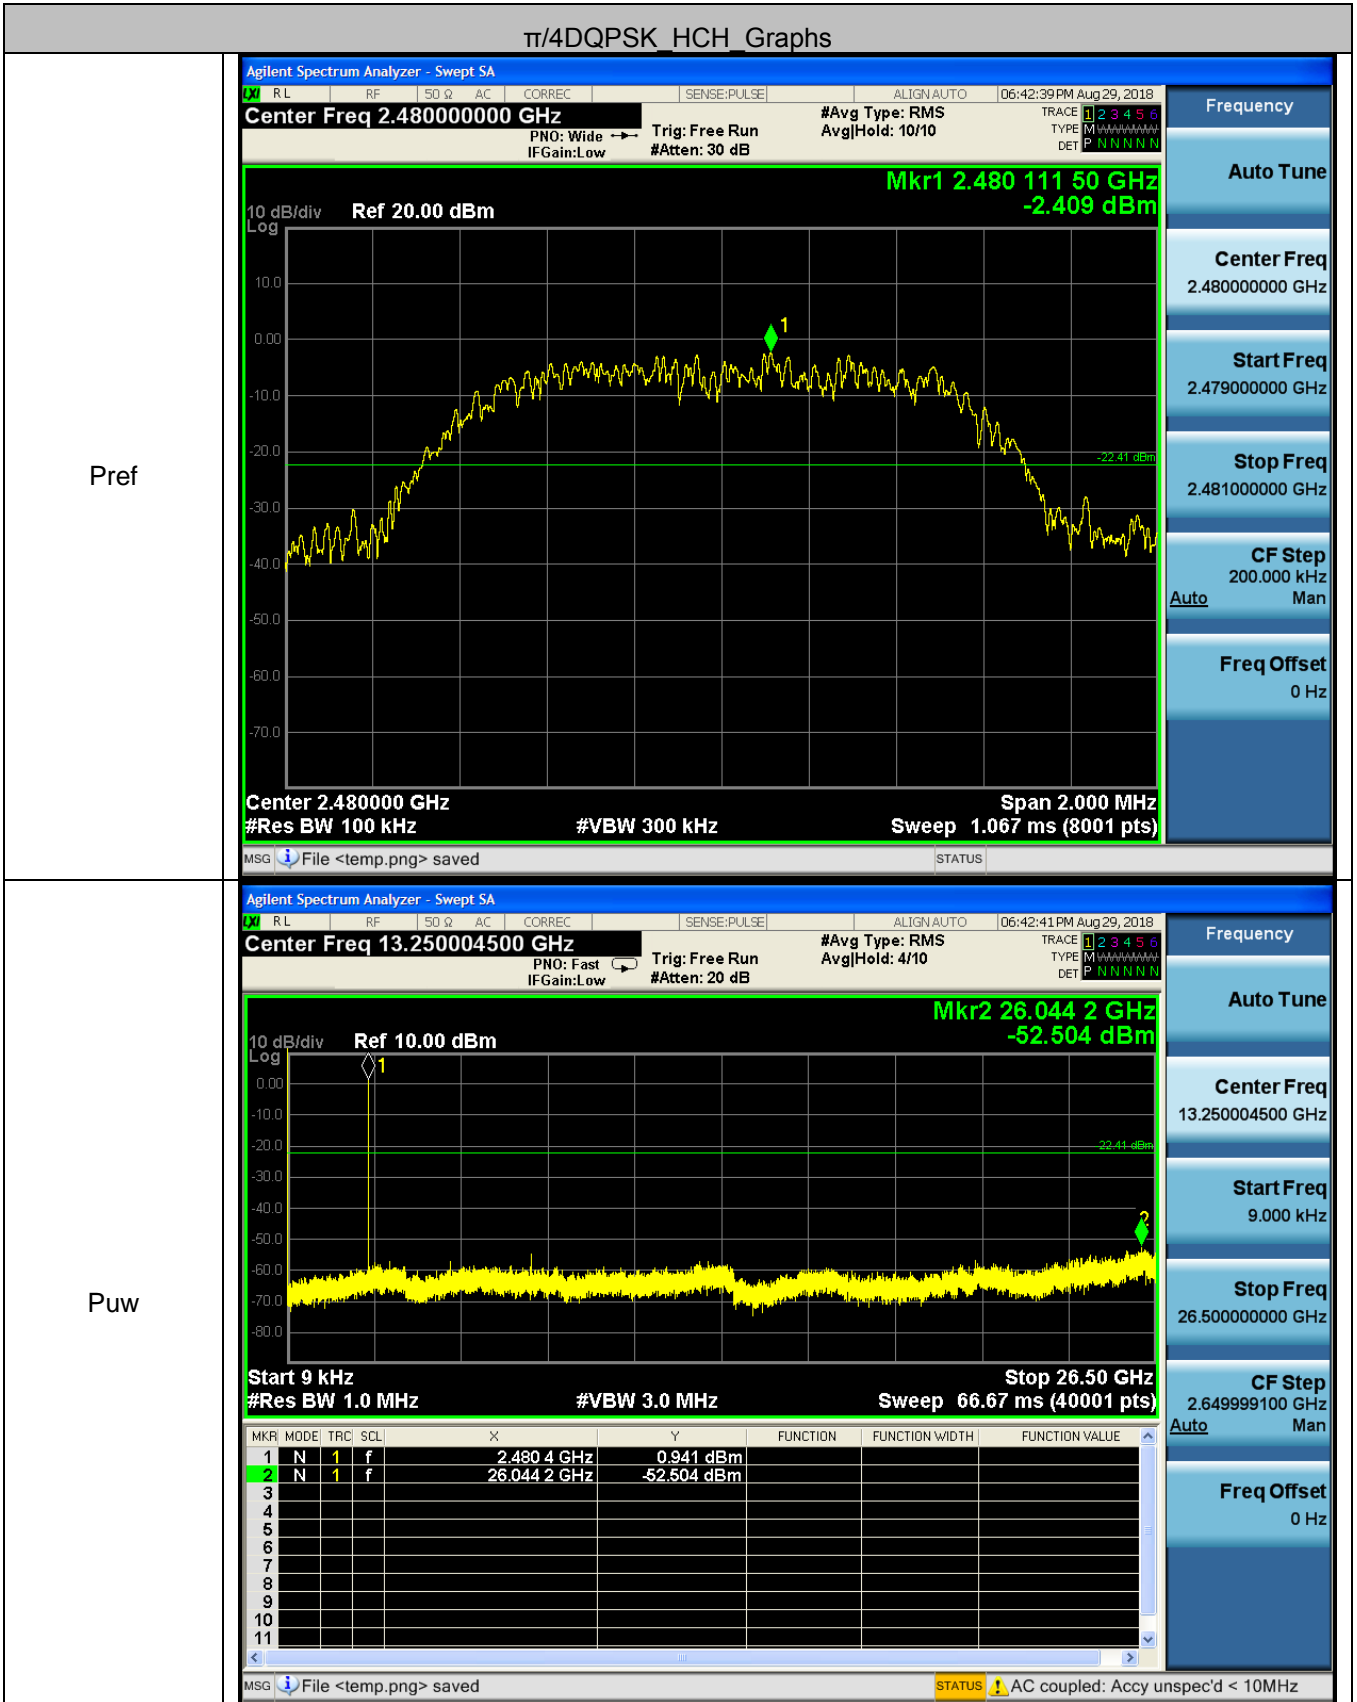 π/4DQPSK_HCH_Graphs
Pref
Agilent Spectrum Analyzer - Swept SA
LXI RL RF 50 Ω AC CORREC SENSE:PULSE ALIGN AUTO 06:42:39 PM Aug 29, 2018
Center Freq 2.480000000 GHz
PNO: Wide
IFGain:Low
Trig: Free Run
#Atten: 30 dB
#Avg Type: RMS
Avg|Hold: 10/10
TRACE 1 2 3 4 5 6
TYPE M
DET P N N N N N
Mkr1 2.480 111 50 GHz
-2.409 dBm
10 dB/div
Log
Ref 20.00 dBm
10.0
0.00
-10.0
-20.0
-30.0
-40.0
-50.0
-60.0
-70.0
1
-22.41 dBm
Center 2.480000 GHz
Span 2.000 MHz
#Res BW 100 kHz
#VBW 300 kHz
Sweep 1.067 ms (8001 pts)
MSG File <temp.png> saved
STATUS
Frequency
Auto Tune
Center Freq
2.480000000 GHz
Start Freq
2.479000000 GHz
Stop Freq
2.481000000 GHz
CF Step
200.000 kHz
Auto Man
Freq Offset
0 Hz
Puw
Agilent Spectrum Analyzer - Swept SA
LXI RL RF 50 Ω AC CORREC SENSE:PULSE ALIGN AUTO 06:42:41 PM Aug 29, 2018
Center Freq 13.250004500 GHz
PNO: Fast
IFGain:Low
Trig: Free Run
#Atten: 20 dB
#Avg Type: RMS
Avg|Hold: 4/10
TRACE 1 2 3 4 5 6
TYPE M
DET P N N N N N
Mkr2 26.044 2 GHz
-52.504 dBm
10 dB/div
Log
Ref 10.00 dBm
0.00
-10.0
-20.0
-30.0
-40.0
-50.0
-60.0
-70.0
-80.0
1
-22.41 dBm
2
Start 9 kHz
Stop 26.50 GHz
#Res BW 1.0 MHz
#VBW 3.0 MHz
Sweep 66.67 ms (40001 pts)
MKR MODE TRC SCL X Y FUNCTION FUNCTION WIDTH FUNCTION VALUE
1 N 1 f 2.480 4 GHz 0.941 dBm
2 N 1 f 26.044 2 GHz -52.504 dBm
3
4
5
6
7
8
9
10
11
MSG File <temp.png> saved
STATUS AC coupled: Accy unspec'd < 10MHz
Frequency
Auto Tune
Center Freq
13.250004500 GHz
Start Freq
9.000 kHz
Stop Freq
26.500000000 GHz
CF Step
2.649999100 GHz
Auto Man
Freq Offset
0 Hz